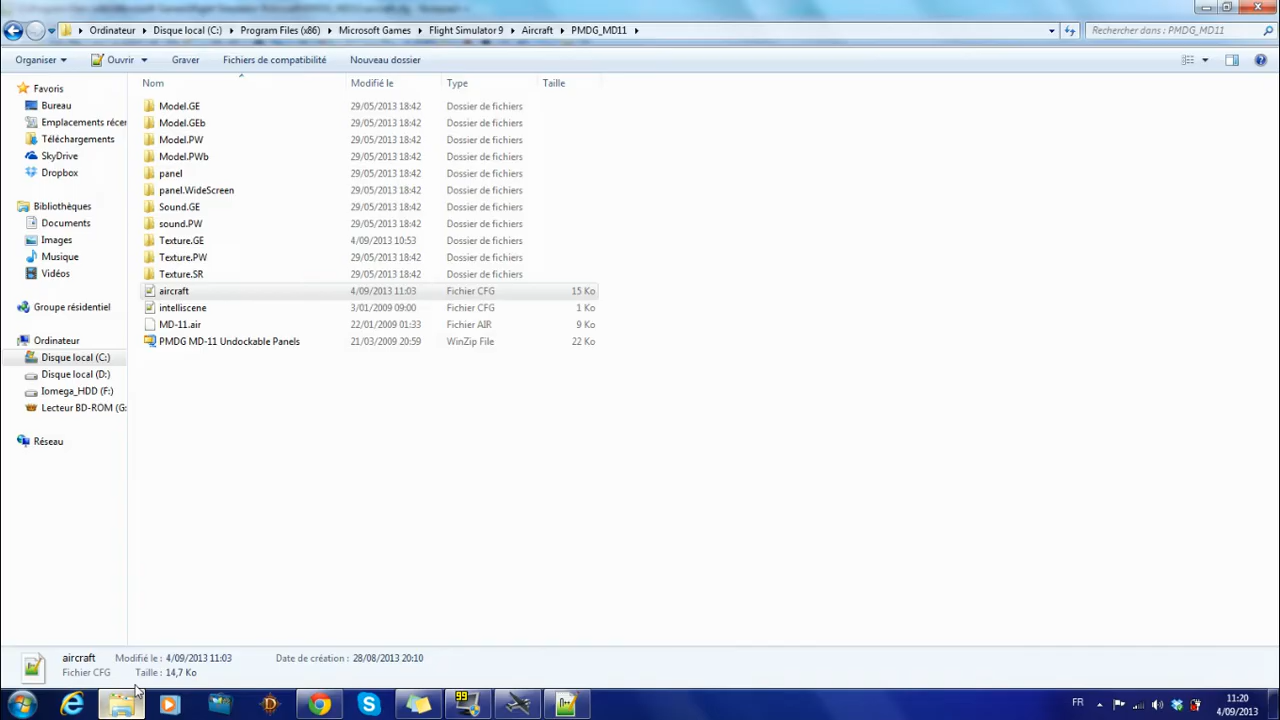 Ordinateur Disque local (C:) Program Files (x86) Microsoft Games Flight Simulator 9 Aircraft PMDG_MD11 Rechercher dans : PMDG_MD11
Organiser Ouvrir Graver Fichiers de compatibilité Nouveau dossier
Nom Modifié le Type Taille
Favoris
Bureau
Emplacements récen
Téléchargements
SkyDrive
Dropbox
Bibliothèques
Documents
Images
Musique
Vidéos
Groupe résidentiel
Ordinateur
Disque local (C:)
Disque local (D:)
Iomega_HDD (F:)
Lecteur BD-ROM (G:
Réseau
Model.GE 29/05/2013 18:42 Dossier de fichiers
Model.GEb 29/05/2013 18:42 Dossier de fichiers
Model.PW 29/05/2013 18:42 Dossier de fichiers
Model.PWb 29/05/2013 18:42 Dossier de fichiers
panel 29/05/2013 18:42 Dossier de fichiers
panel.WideScreen 29/05/2013 18:42 Dossier de fichiers
Sound.GE 29/05/2013 18:42 Dossier de fichiers
sound.PW 29/05/2013 18:42 Dossier de fichiers
Texture.GE 4/09/2013 10:53 Dossier de fichiers
Texture.PW 29/05/2013 18:42 Dossier de fichiers
Texture.SR 29/05/2013 18:42 Dossier de fichiers
aircraft 4/09/2013 11:03 Fichier CFG 15 Ko
intelliscene 3/01/2009 09:00 Fichier CFG 1 Ko
MD-11.air 22/01/2009 01:33 Fichier AIR 9 Ko
PMDG MD-11 Undockable Panels 21/03/2009 20:59 WinZip File 22 Ko
aircraft Modifié le : 4/09/2013 11:03 Date de création : 28/08/2013 20:10
Fichier CFG Taille : 14,7 Ko
99
FR
11:20
4/09/2013